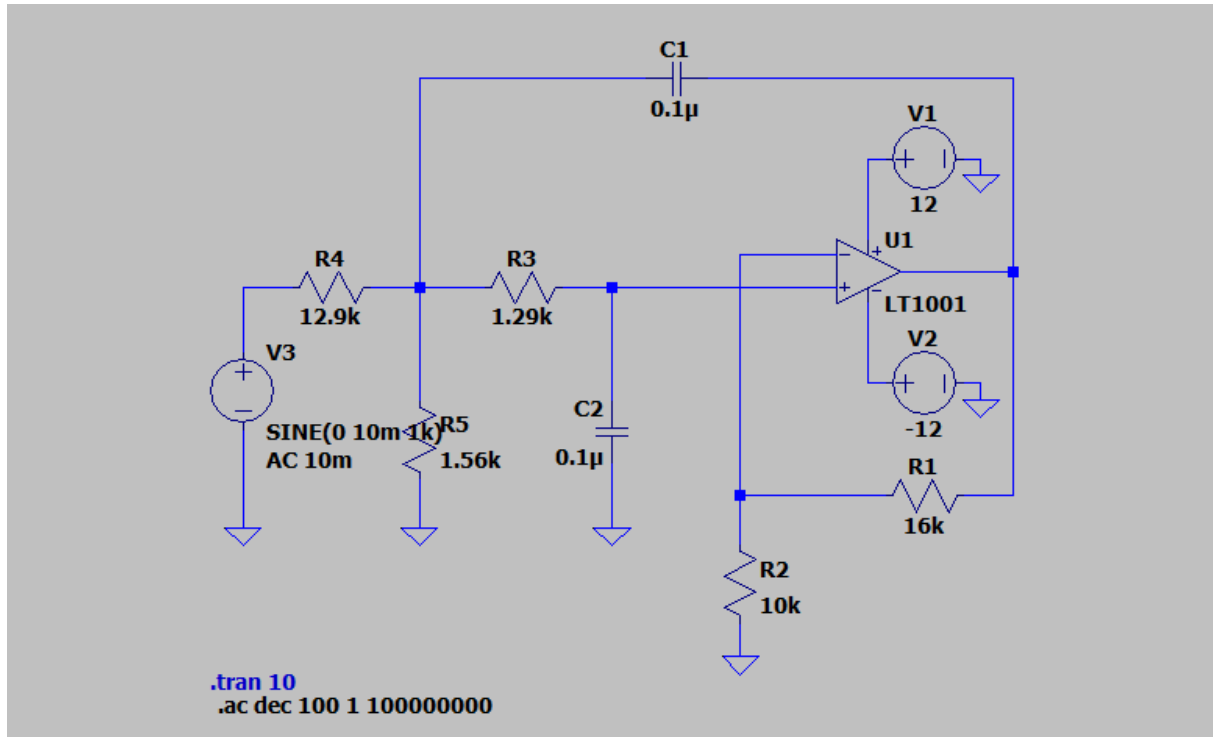 C1
0.1µ
V1
12
U1
LT1001
R4
12.9k
R3
1.29k
V3
SINE(0 10m 1k)
AC 10m
R5
1.56k
C2
0.1µ
V2
-12
R1
16k
R2
10k
.tran 10
.ac dec 100 1 100000000